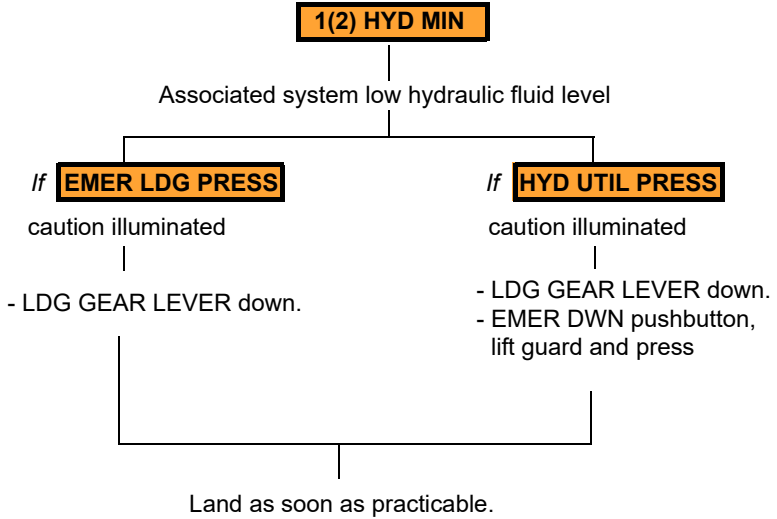 1(2) HYD MIN
Associated system low hydraulic fluid level
If EMER LDG PRESS
caution illuminated
- LDG GEAR LEVER down.
If HYD UTIL PRESS
caution illuminated
- LDG GEAR LEVER down.
- EMER DWN pushbutton,
lift guard and press
Land as soon as practicable.